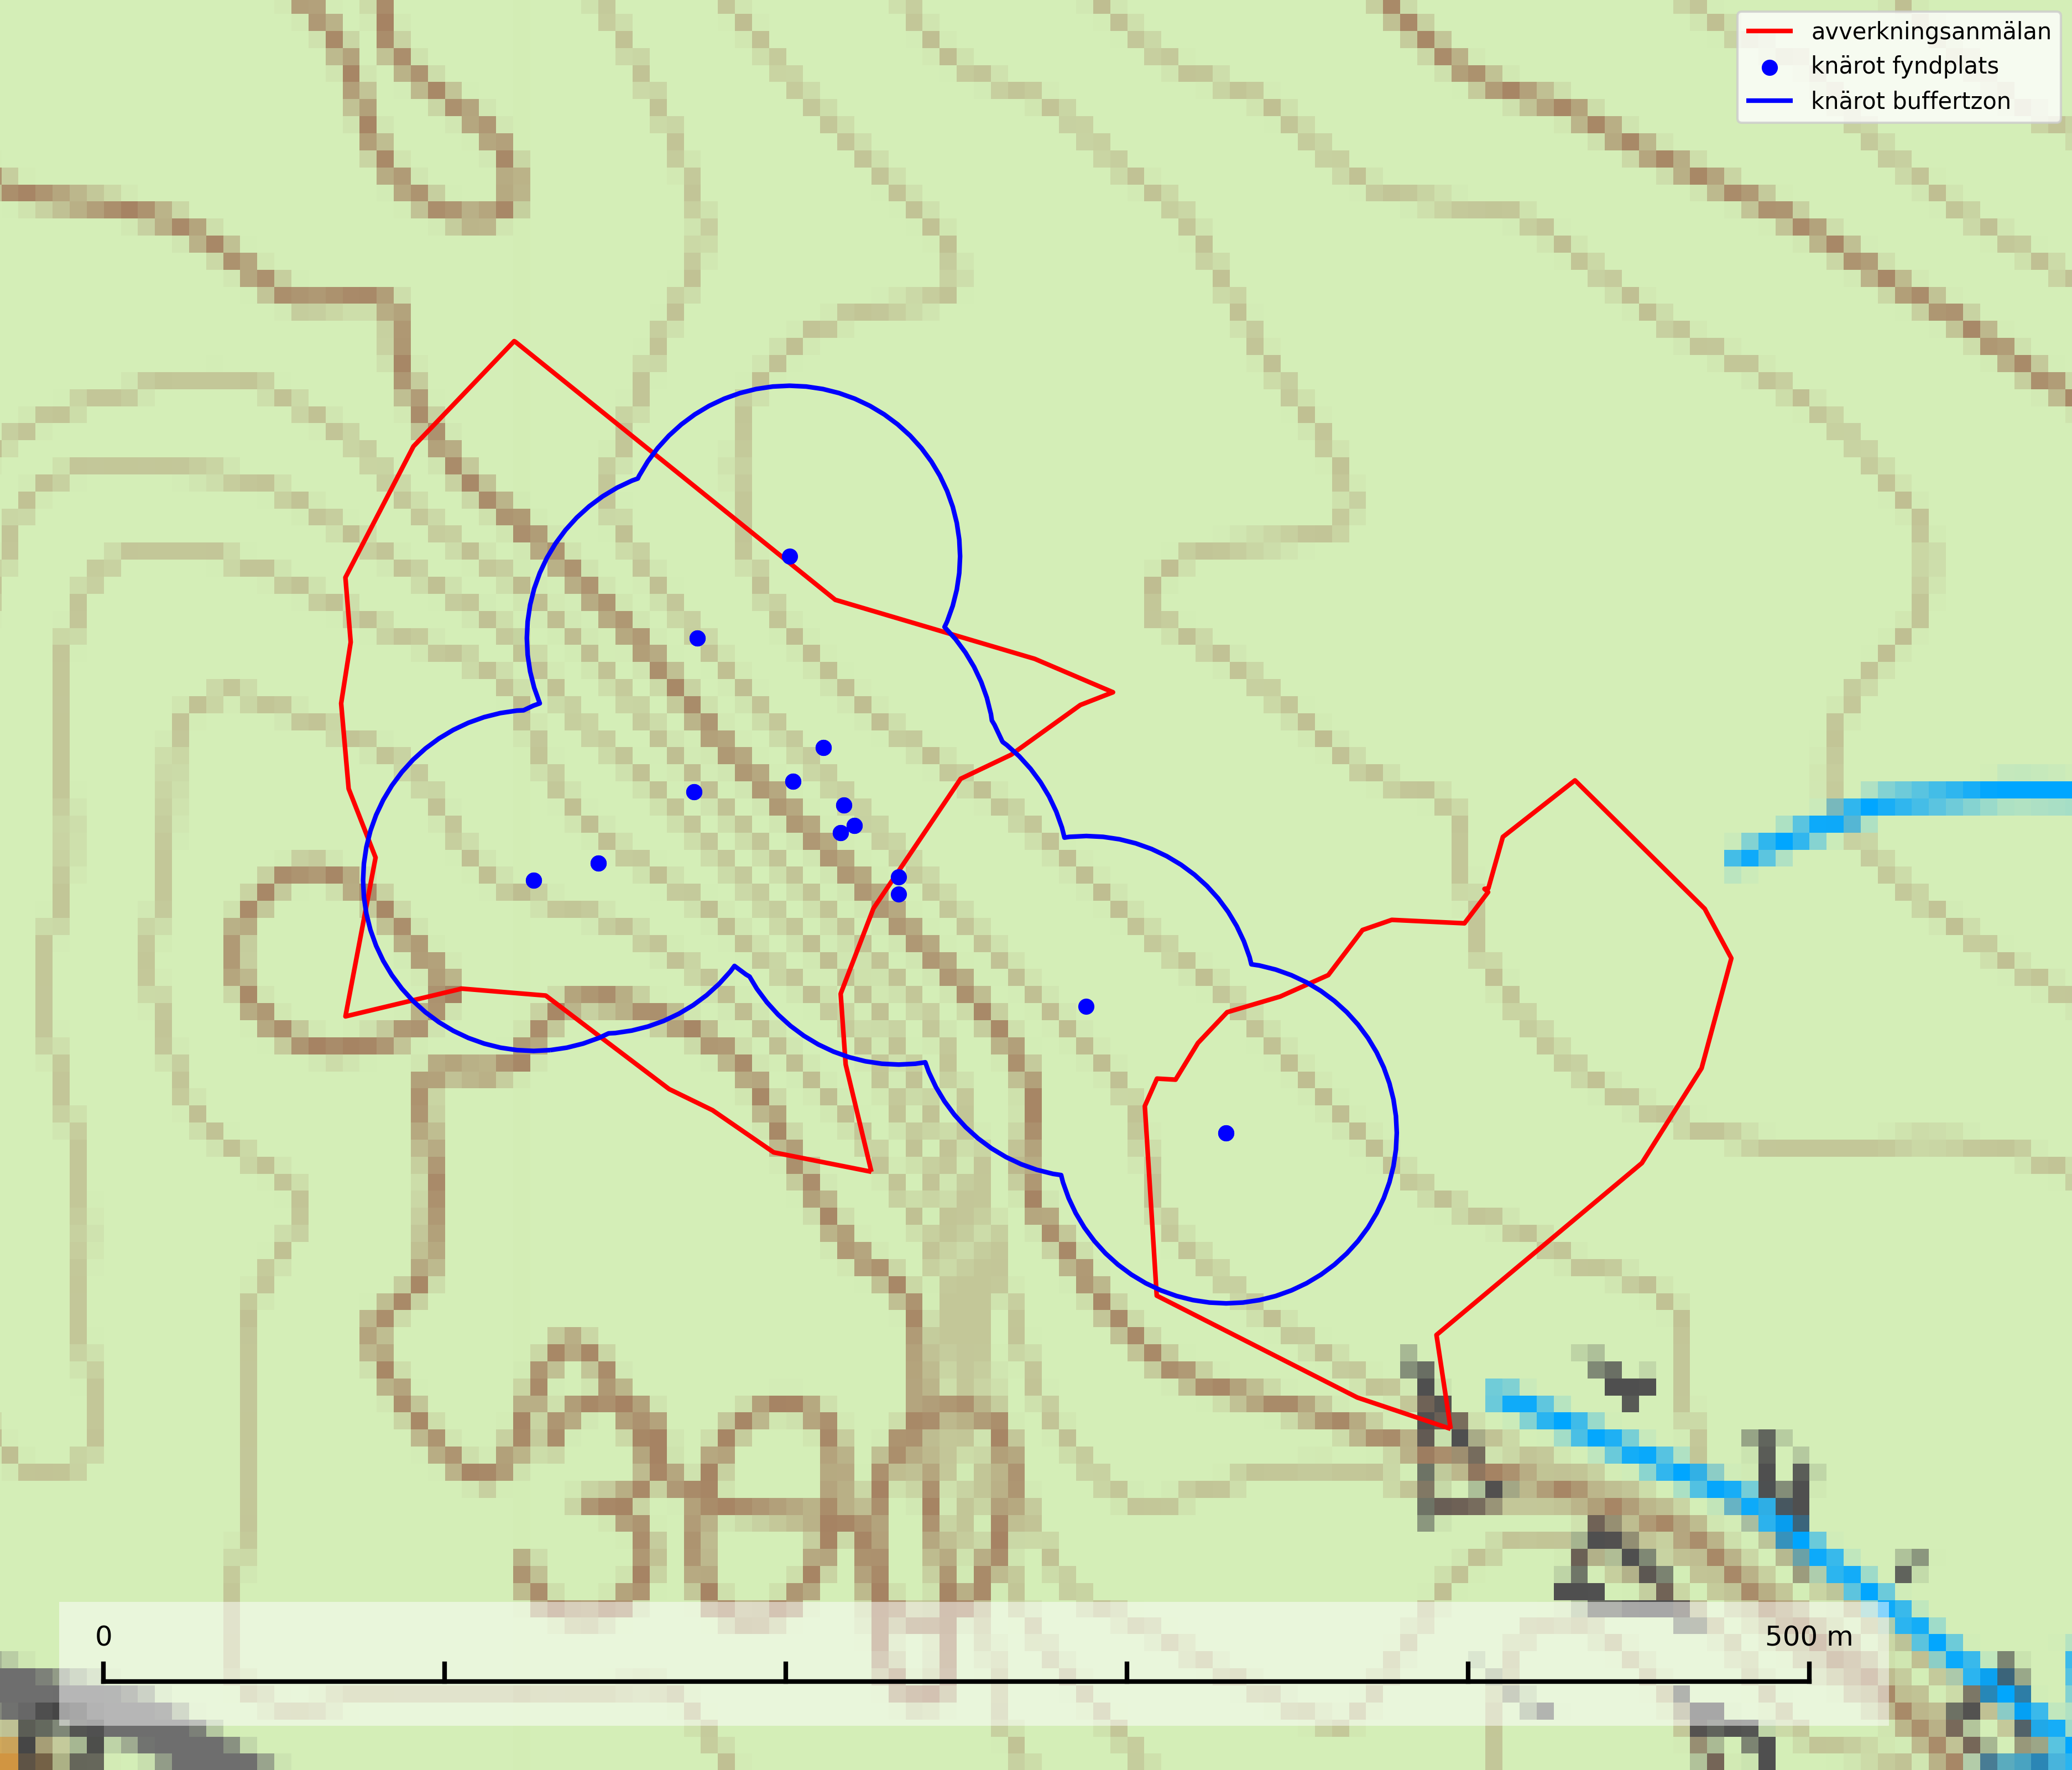 avverkningsanmälan
knärot fyndplats
knärot buffertzon
0
500 m